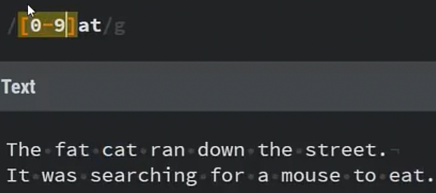 /[0-9]at/g
Text
The fat cat ran down the street.
It was searching for a mouse to eat.